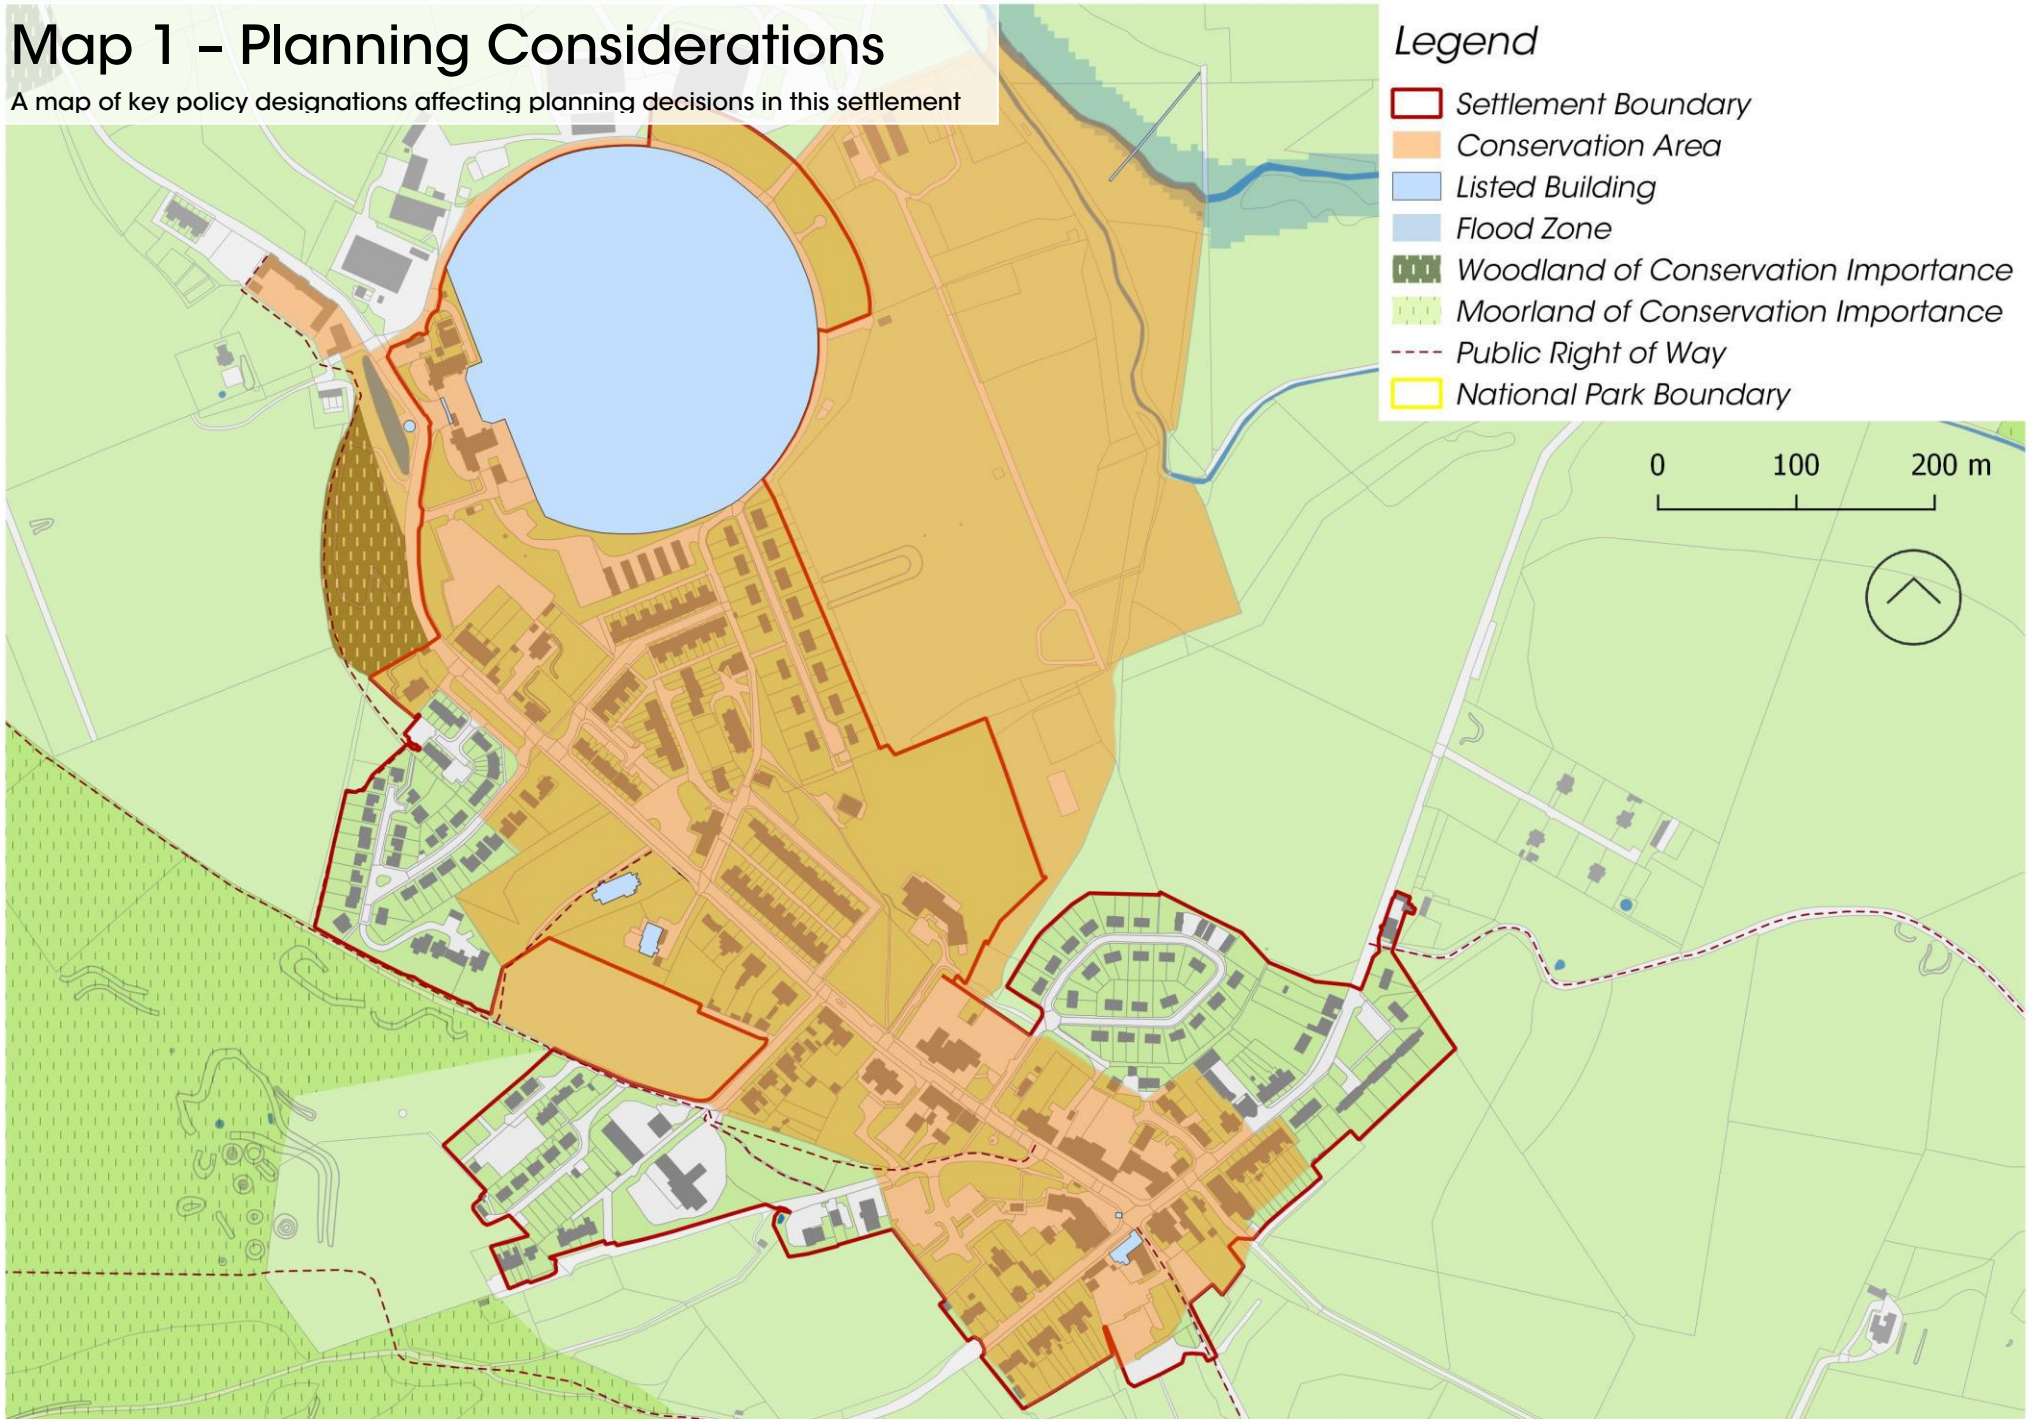 Map 1 – Planning Considerations
A map of key policy designations affecting planning decisions in this settlement
Legend
Settlement Boundary
Conservation Area
Listed Building
Flood Zone
Woodland of Conservation Importance
Moorland of Conservation Importance
Public Right of Way
National Park Boundary
0 100 200 m